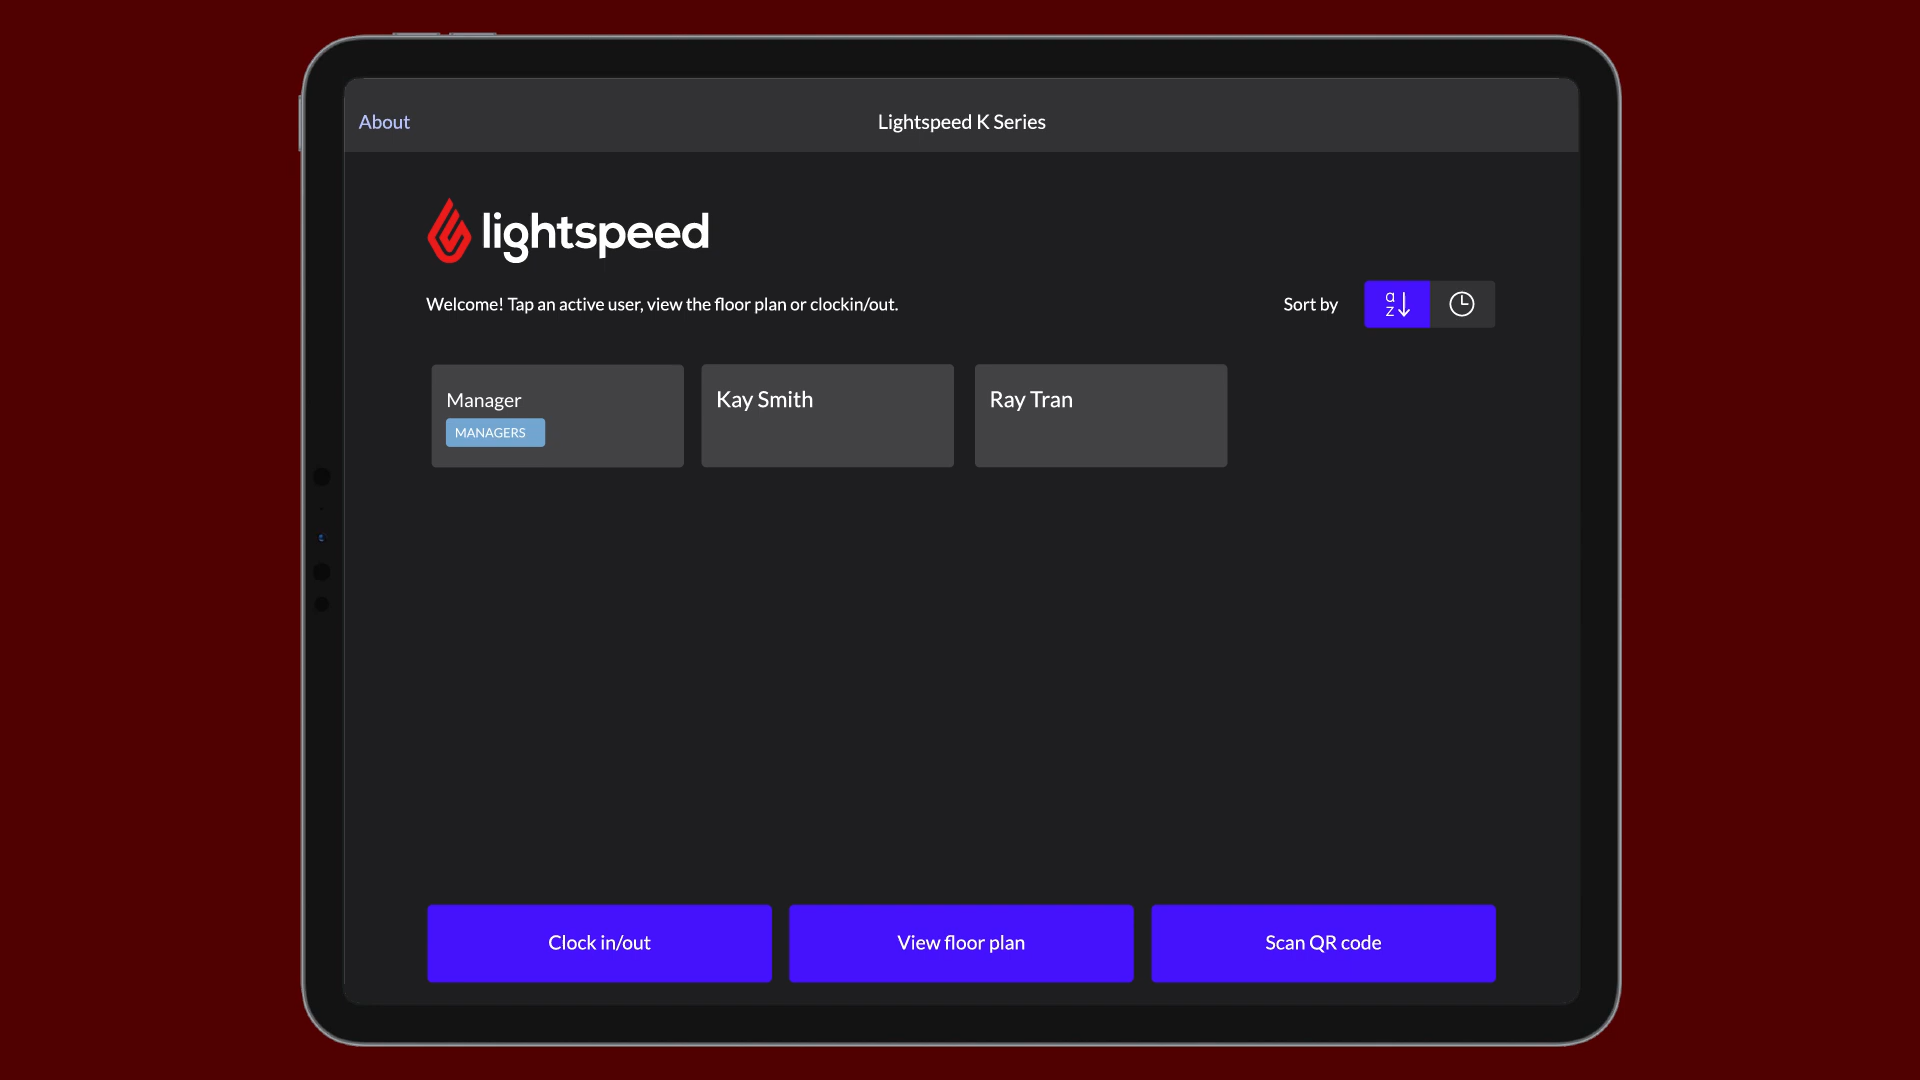 About
Lightspeed K Series
lightspeed
Welcome! Tap an active user, view the floor plan or clockin/out.
Sort by
a
z
Manager
MANAGERS
Kay Smith
Ray Tran
Clock in/out
View floor plan
Scan QR code